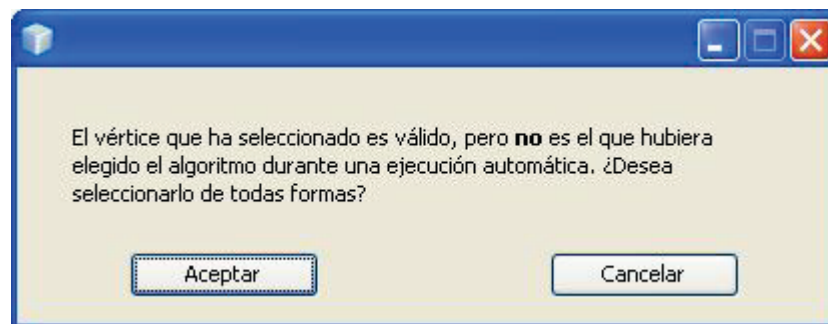 El vértice que ha seleccionado es válido, pero no es el que hubiera
elegido el algoritmo durante una ejecución automática. ¿Desea
seleccionarlo de todas formas?
Aceptar
Cancelar